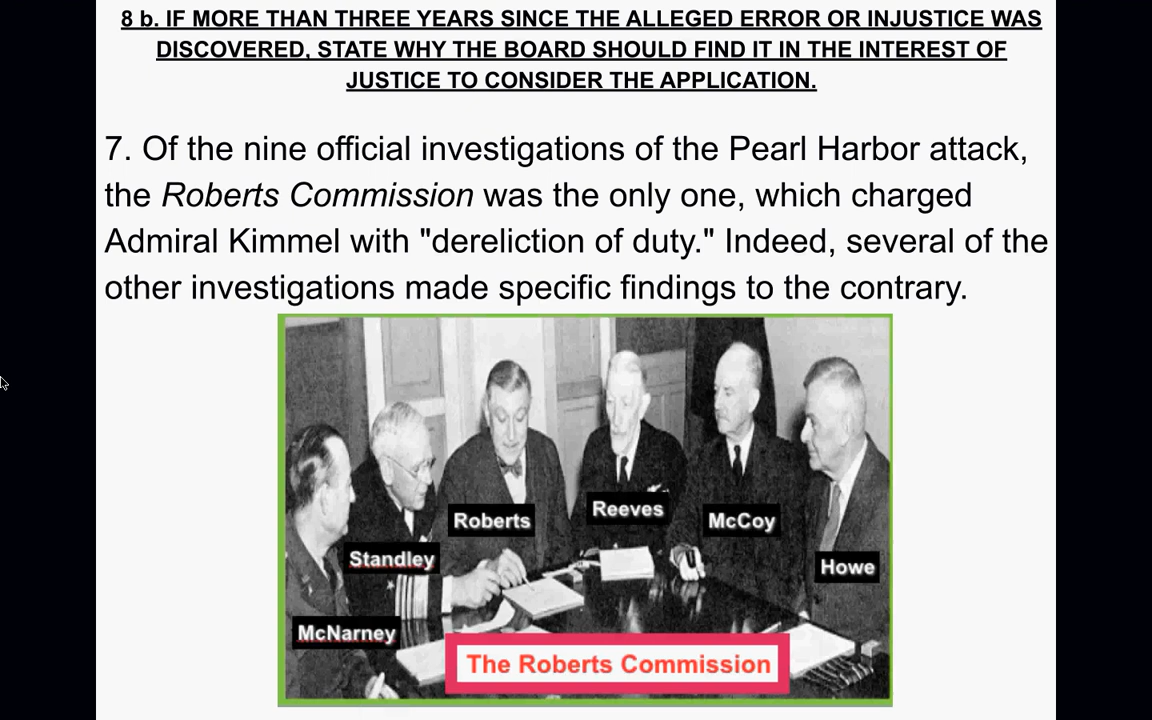 8 b. IF MORE THAN THREE YEARS SINCE THE ALLEGED ERROR OR INJUSTICE WAS
DISCOVERED, STATE WHY THE BOARD SHOULD FIND IT IN THE INTEREST OF
JUSTICE TO CONSIDER THE APPLICATION.
7. Of the nine official investigations of the Pearl Harbor attack,
the Roberts Commission was the only one, which charged
Admiral Kimmel with "dereliction of duty." Indeed, several of the
other investigations made specific findings to the contrary.
Reeves
Roberts
McCoy
Standley
Howe
McNarney
The Roberts Commission